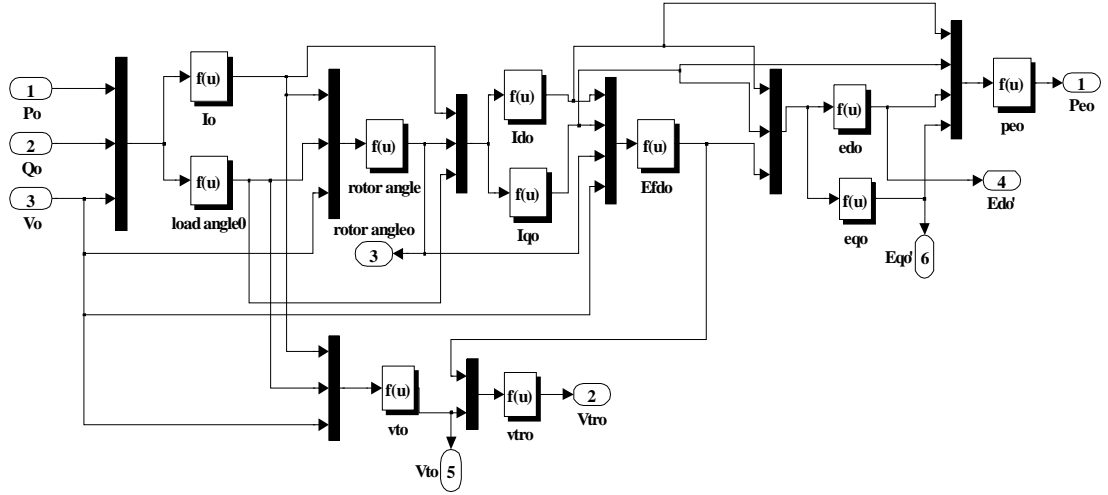 1
Po
2
Qo
3
Vo
f(u)
Io
f(u)
load angle0
f(u)
rotor angle
rotor angleo
3
f(u)
Ido
f(u)
Iqo
f(u)
Efdo
f(u)
edo
f(u)
eqo
f(u)
peo
1
Peo
4
Edo'
Eqo'
6
f(u)
vto
Vto
5
f(u)
vtro
2
Vtro